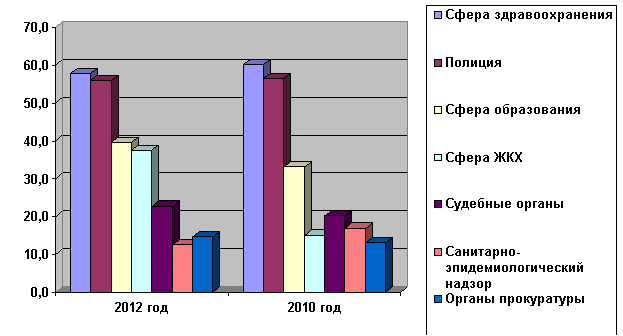 70,0
60,0
50,0
40,0
30,0
20,0
10,0
0,0
2012 год
2010 год
Сфера здравоохранения
Полиция
Сфера образования
Сфера ЖКХ
Судебные органы
Санитарно-
эпидемиологический
надзор
Органы прокуратуры